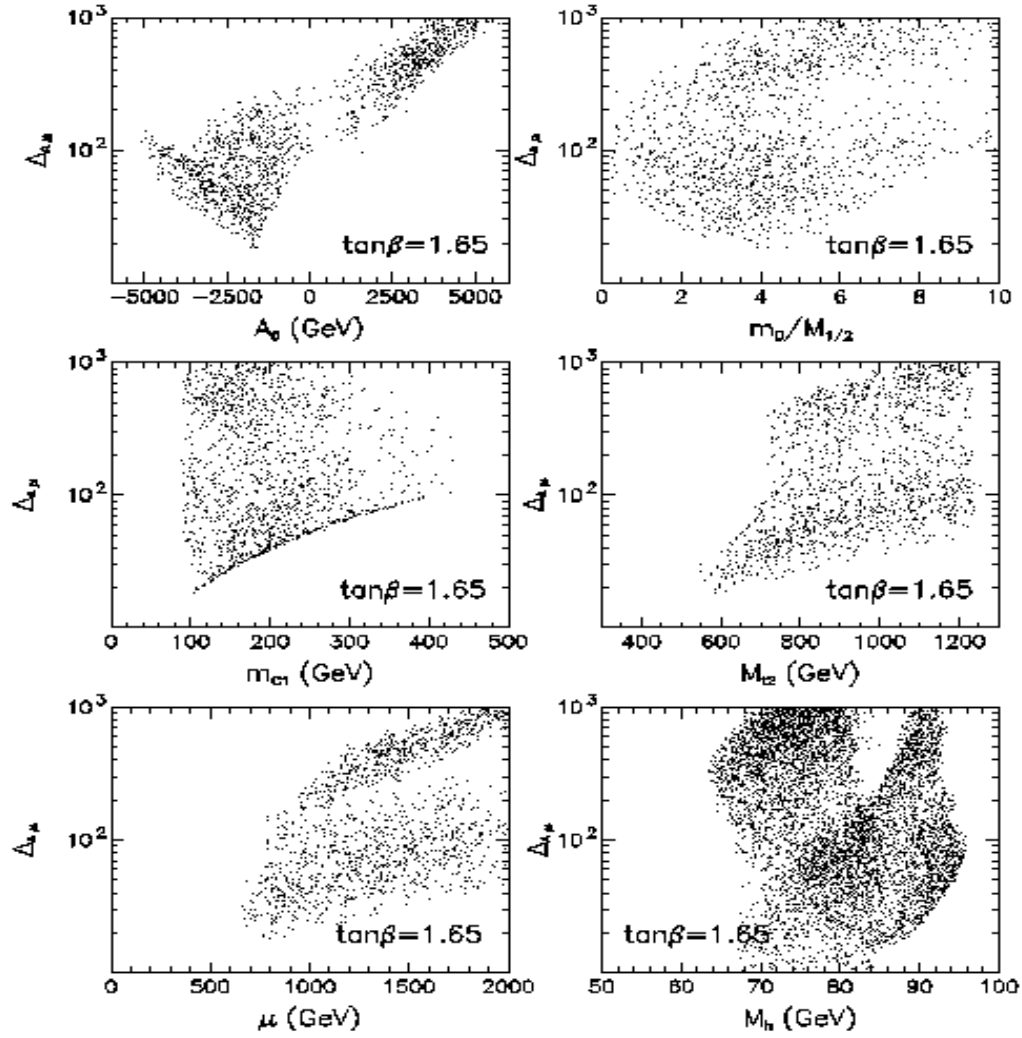 10³
10²
tanβ=1.65
−5000 −2500 0 2500 5000
A₀ (GeV)
10³
10²
tanβ=1.65
0 2 4 6 8 10
m₀/M₁/₂
10³
10²
tanβ=1.65
0 100 200 300 400 500
m_C1 (GeV)
10³
10²
tanβ=1.65
400 600 800 1000 1200
M_t2 (GeV)
10³
10²
tanβ=1.65
0 500 1000 1500 2000
μ (GeV)
10³
10²
tanβ=1.65
50 60 70 80 90 100
M_h (GeV)